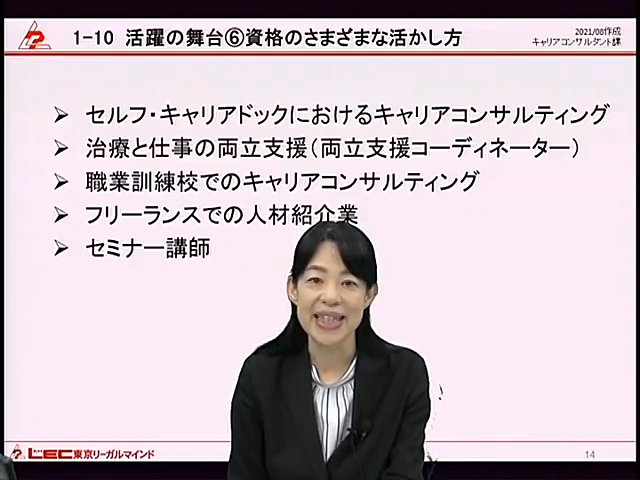 1-10 活躍の舞台⑥資格のさまざまな活かし方
2021/08作成
キャリアコンサルタント課
➢ セルフ・キャリアドックにおけるキャリアコンサルティング
➢ 治療と仕事の両立支援(両立支援コーディネーター)
➢ 職業訓練校でのキャリアコンサルティング
➢ フリーランスでの人材紹介業
➢ セミナー講師
LEC東京リーガルマインド
14